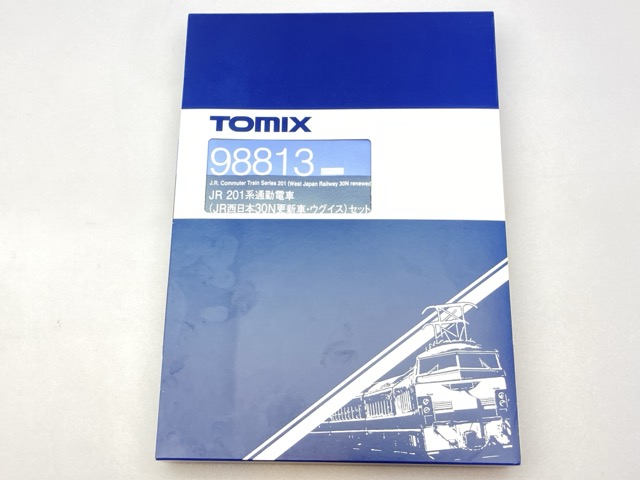 TOMIX
98813
J.R. Commuter Train Series 201 (West Japan Railway 30N renewed
JR 201系通勤電車
(JR西日本30N更新車・ウグイス)セット